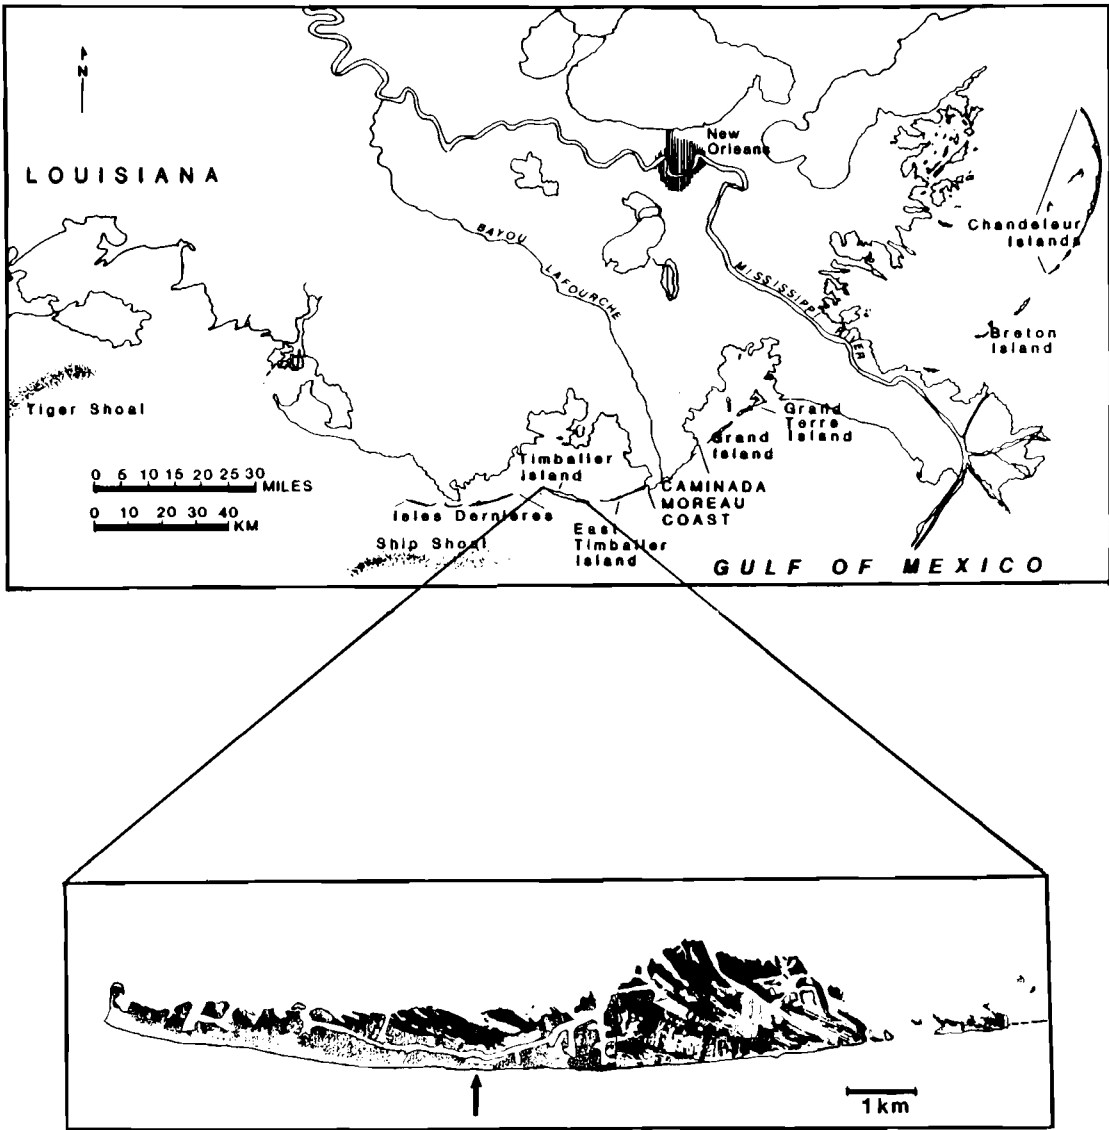 N
LOUISIANA
New
Orleans
Chandeleur
Islands
BAYOU
LAFOURCHE
MISSISSIPPI
RIVER
Breton
Island
Tiger Shoal
Grand
Terre
Island
Grand
Island
Timbalier
Island
0 5 10 15 20 25 30
MILES
0 10 20 30 40
KM
CAMINADA
MOREAU
COAST
Isles Dernieres
East
Timbalier
Island
Ship Shoal
GULF OF MEXICO
1km